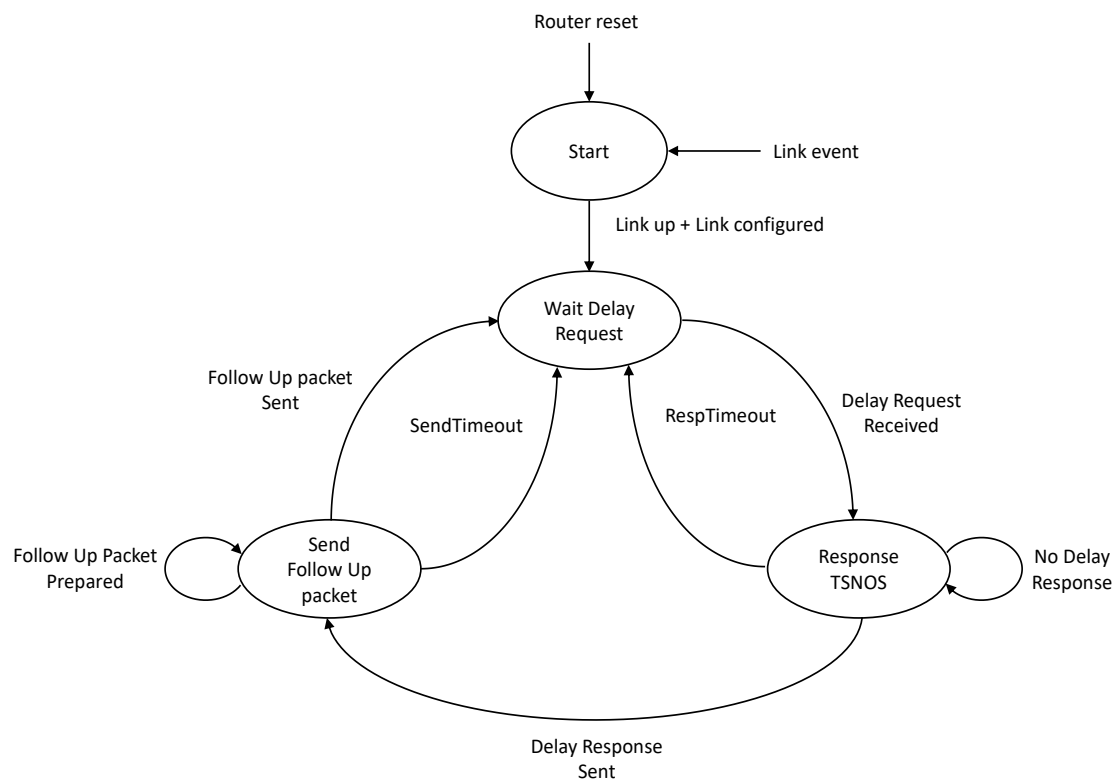 Router reset
Start
Link event
Link up + Link configured
Wait Delay
Request
Follow Up packet
Sent
SendTimeout
RespTimeout
Delay Request
Received
Follow Up Packet
Prepared
Send
Follow Up
packet
Response
TSNOS
No Delay
Response
Delay Response
Sent